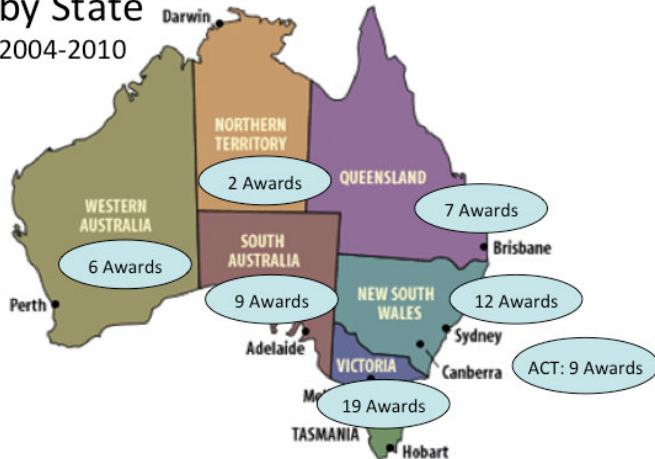 by State
2004-2010
Darwin
NORTHERN
TERRITORY
2 Awards
QUEENSLAND
7 Awards
WESTERN
AUSTRALIA
6 Awards
SOUTH
AUSTRALIA
9 Awards
Brisbane
NEW SOUTH
WALES
12 Awards
Perth
Adelaide
Sydney
VICTORIA
Canberra
ACT: 9 Awards
19 Awards
TASMANIA
Hobart